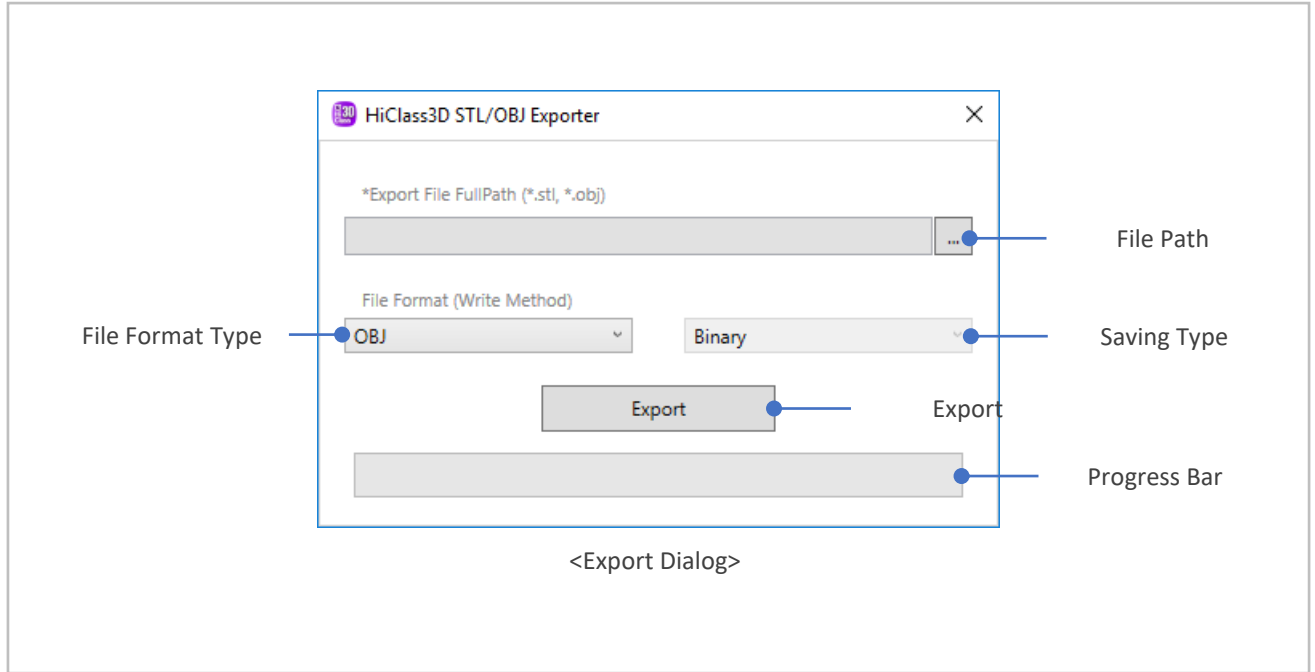 HiClass3D STL/OBJ Exporter
*Export File FullPath (*.stl, *.obj)
...
File Path
File Format (Write Method)
File Format Type
OBJ
Binary
Saving Type
Export
Export
Progress Bar
<Export Dialog>